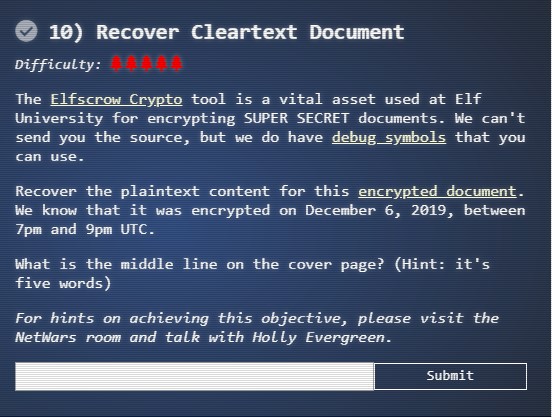 10) Recover Cleartext Document
Difficulty:
The Elfscrow Crypto tool is a vital asset used at Elf
University for encrypting SUPER SECRET documents. We can't
send you the source, but we do have debug symbols that you
can use.
Recover the plaintext content for this encrypted document.
We know that it was encrypted on December 6, 2019, between
7pm and 9pm UTC.
What is the middle line on the cover page? (Hint: it's
five words)
For hints on achieving this objective, please visit the
NetWars room and talk with Holly Evergreen.
Submit